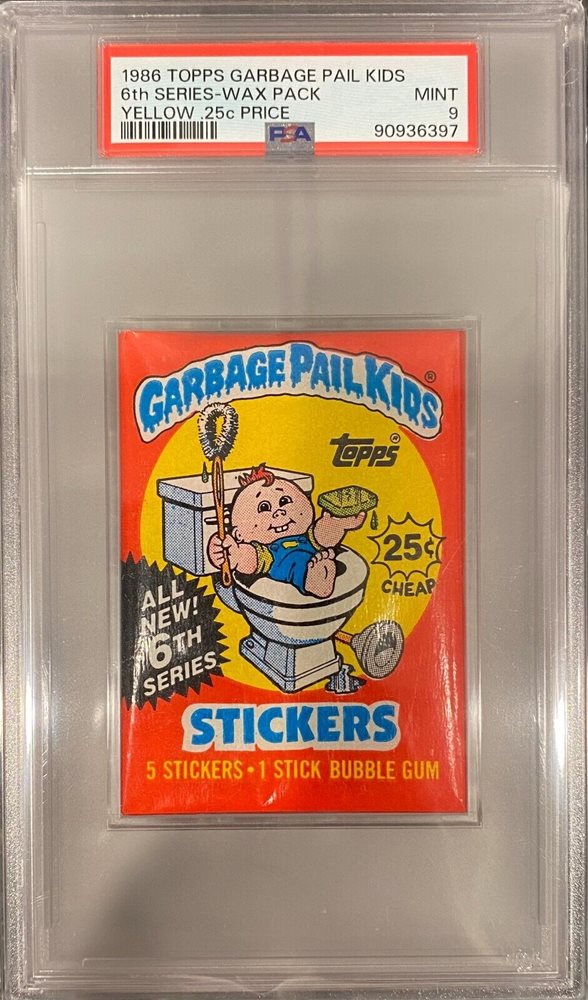 1986 TOPPS GARBAGE PAIL KIDS
6th SERIES-WAX PACK MINT
YELLOW .25c PRICE 9
PSA 90936397
GARBAGE PAIL KIDS®
TOPPS®
25¢
CHEAP
ALL
NEW!
6TH
SERIES
STICKERS
5 STICKERS • 1 STICK BUBBLE GUM